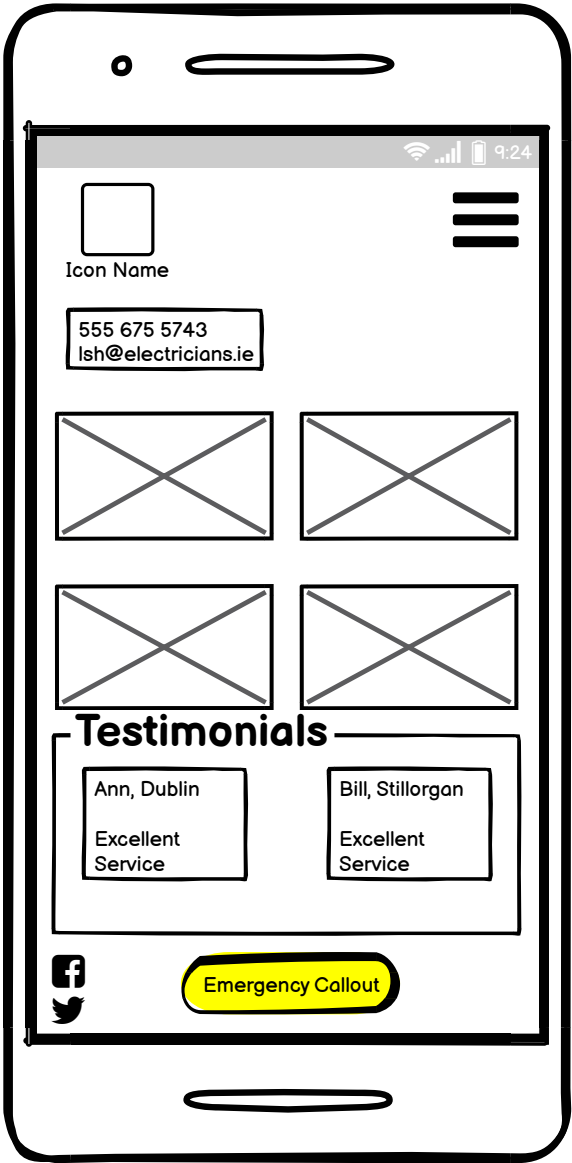 9:24
Icon Name
555 675 5743
lsh@electricians.ie
Testimonials
Ann, Dublin
Excellent
Service
Bill, Stillorgan
Excellent
Service
Emergency Callout